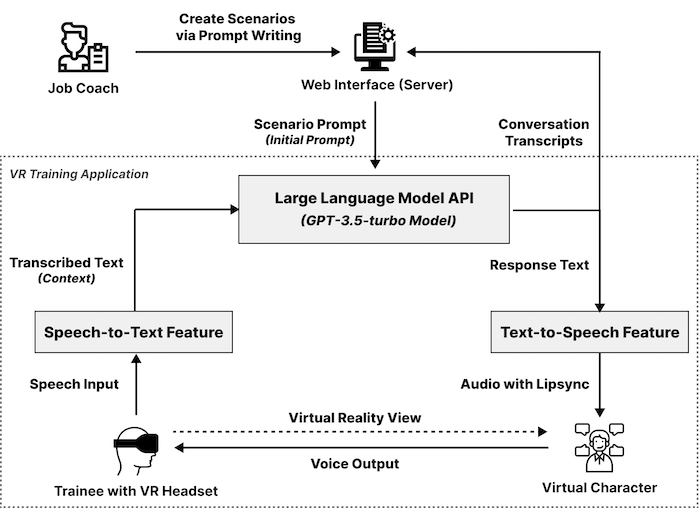 Create Scenarios
via Prompt Writing
Job Coach
Web Interface (Server)
Scenario Prompt
(Initial Prompt)
Conversation
Transcripts
VR Training Application
Large Language Model API
(GPT-3.5-turbo Model)
Transcribed Text
(Context)
Response Text
Speech-to-Text Feature
Text-to-Speech Feature
Speech Input
Audio with Lipsync
Virtual Reality View
Voice Output
Trainee with VR Headset
Virtual Character